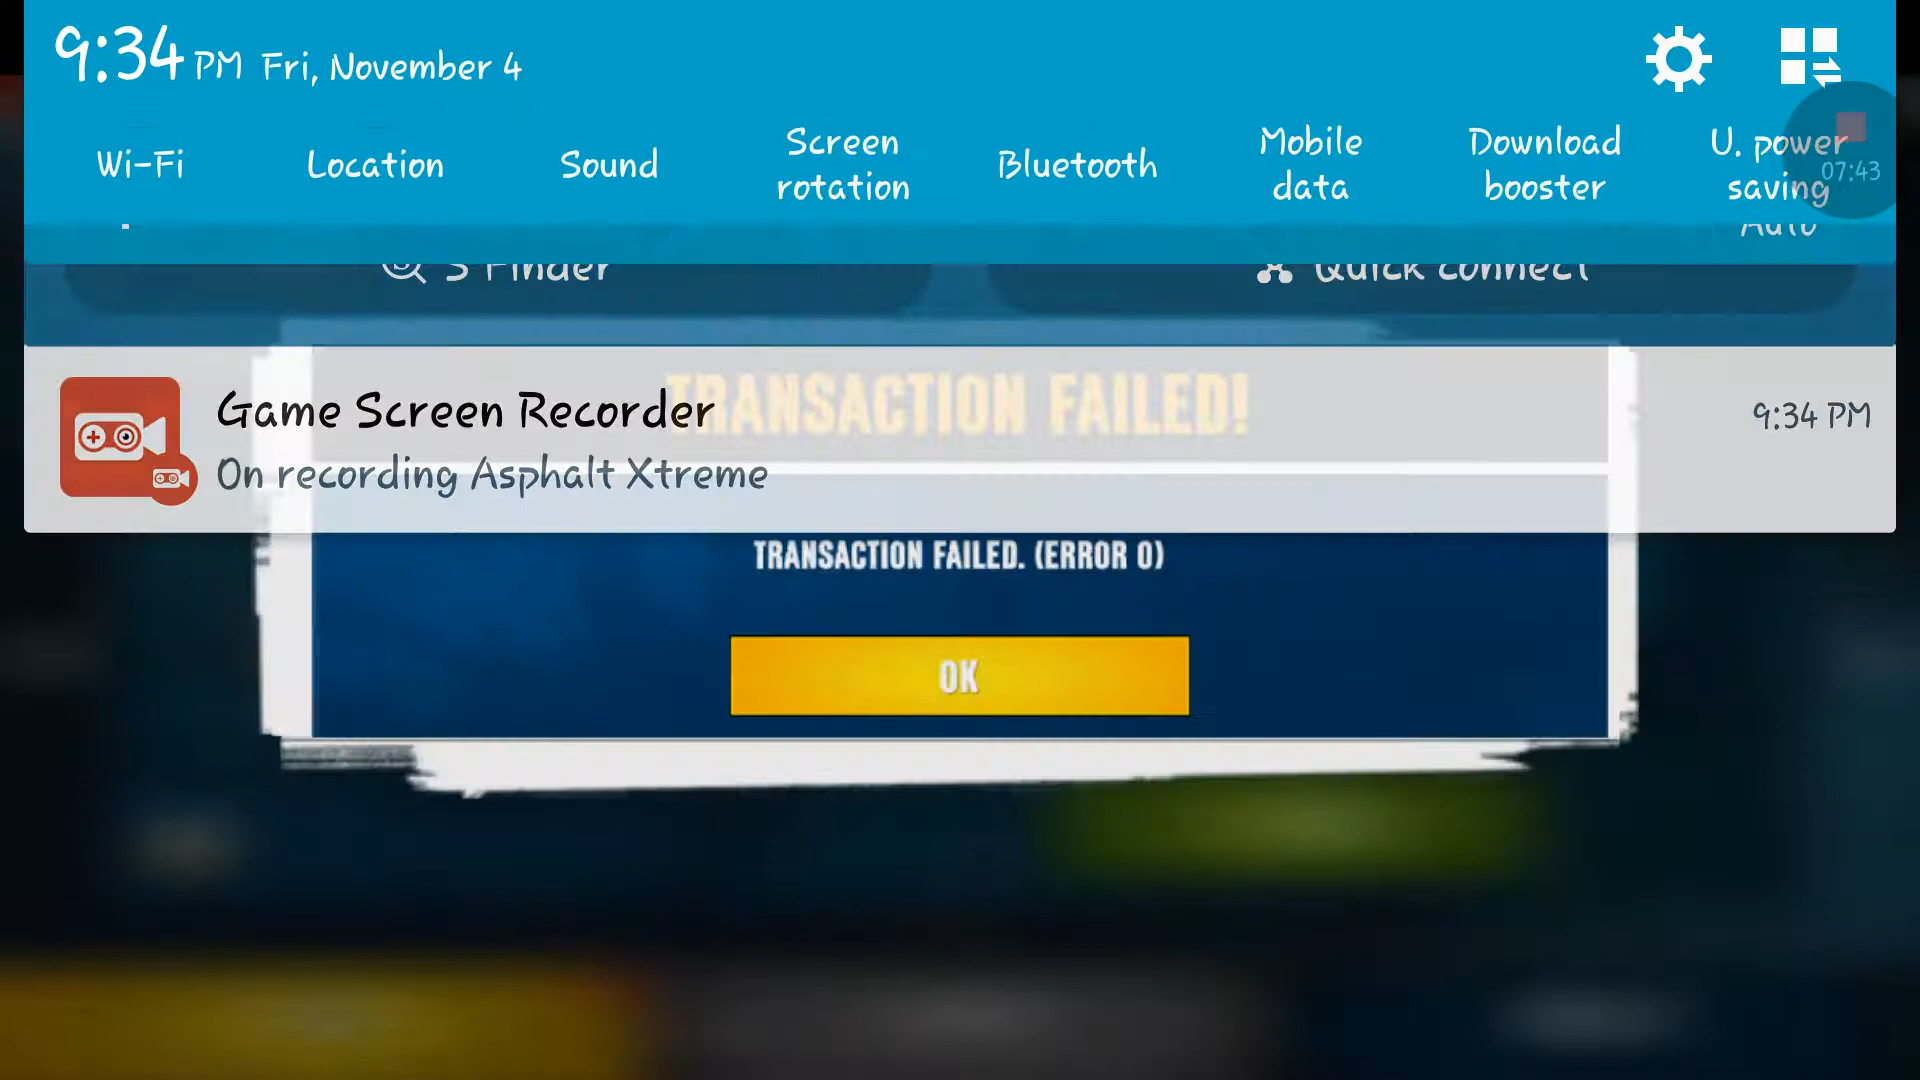 9:34 PM Fri, November 4
Wi-Fi
Location
Sound
Screen rotation
Bluetooth
Mobile data
Download booster
U. power saving
07:43
Auto
S Finder
Quick connect
TRANSACTION FAILED!
Game Screen Recorder
9:34 PM
On recording Asphalt Xtreme
TRANSACTION FAILED. (ERROR 0)
OK